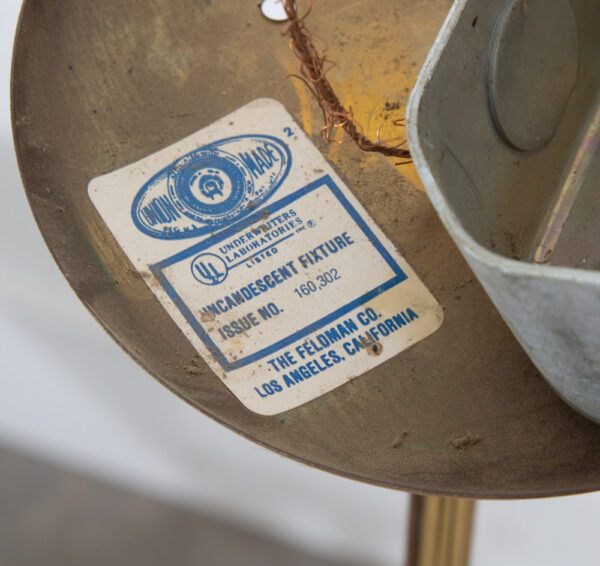 2
UNION MADE
UL
UNDERWRITERS
LABORATORIES INC ®
LISTED
INCANDESCENT FIXTURE
ISSUE NO. 160,302
THE FELDMAN CO.
LOS ANGELES, CALIFORNIA